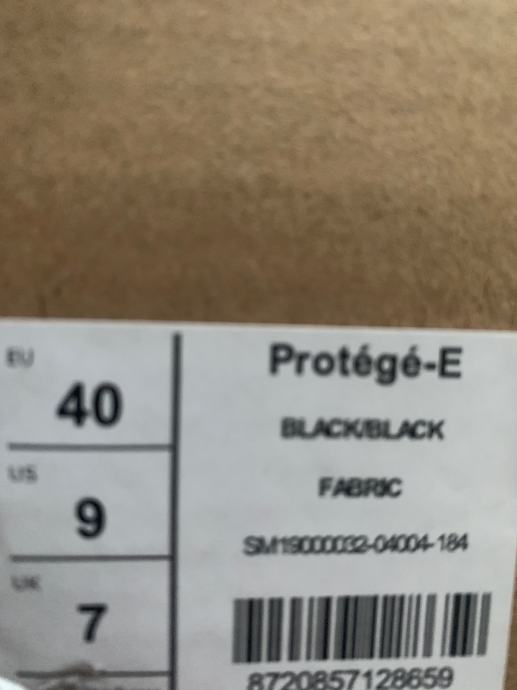 EU
40
US
9
UK
7
Protégé-E
BLACK/BLACK
FABRIC
SM19000032-04004-184
8720857128659